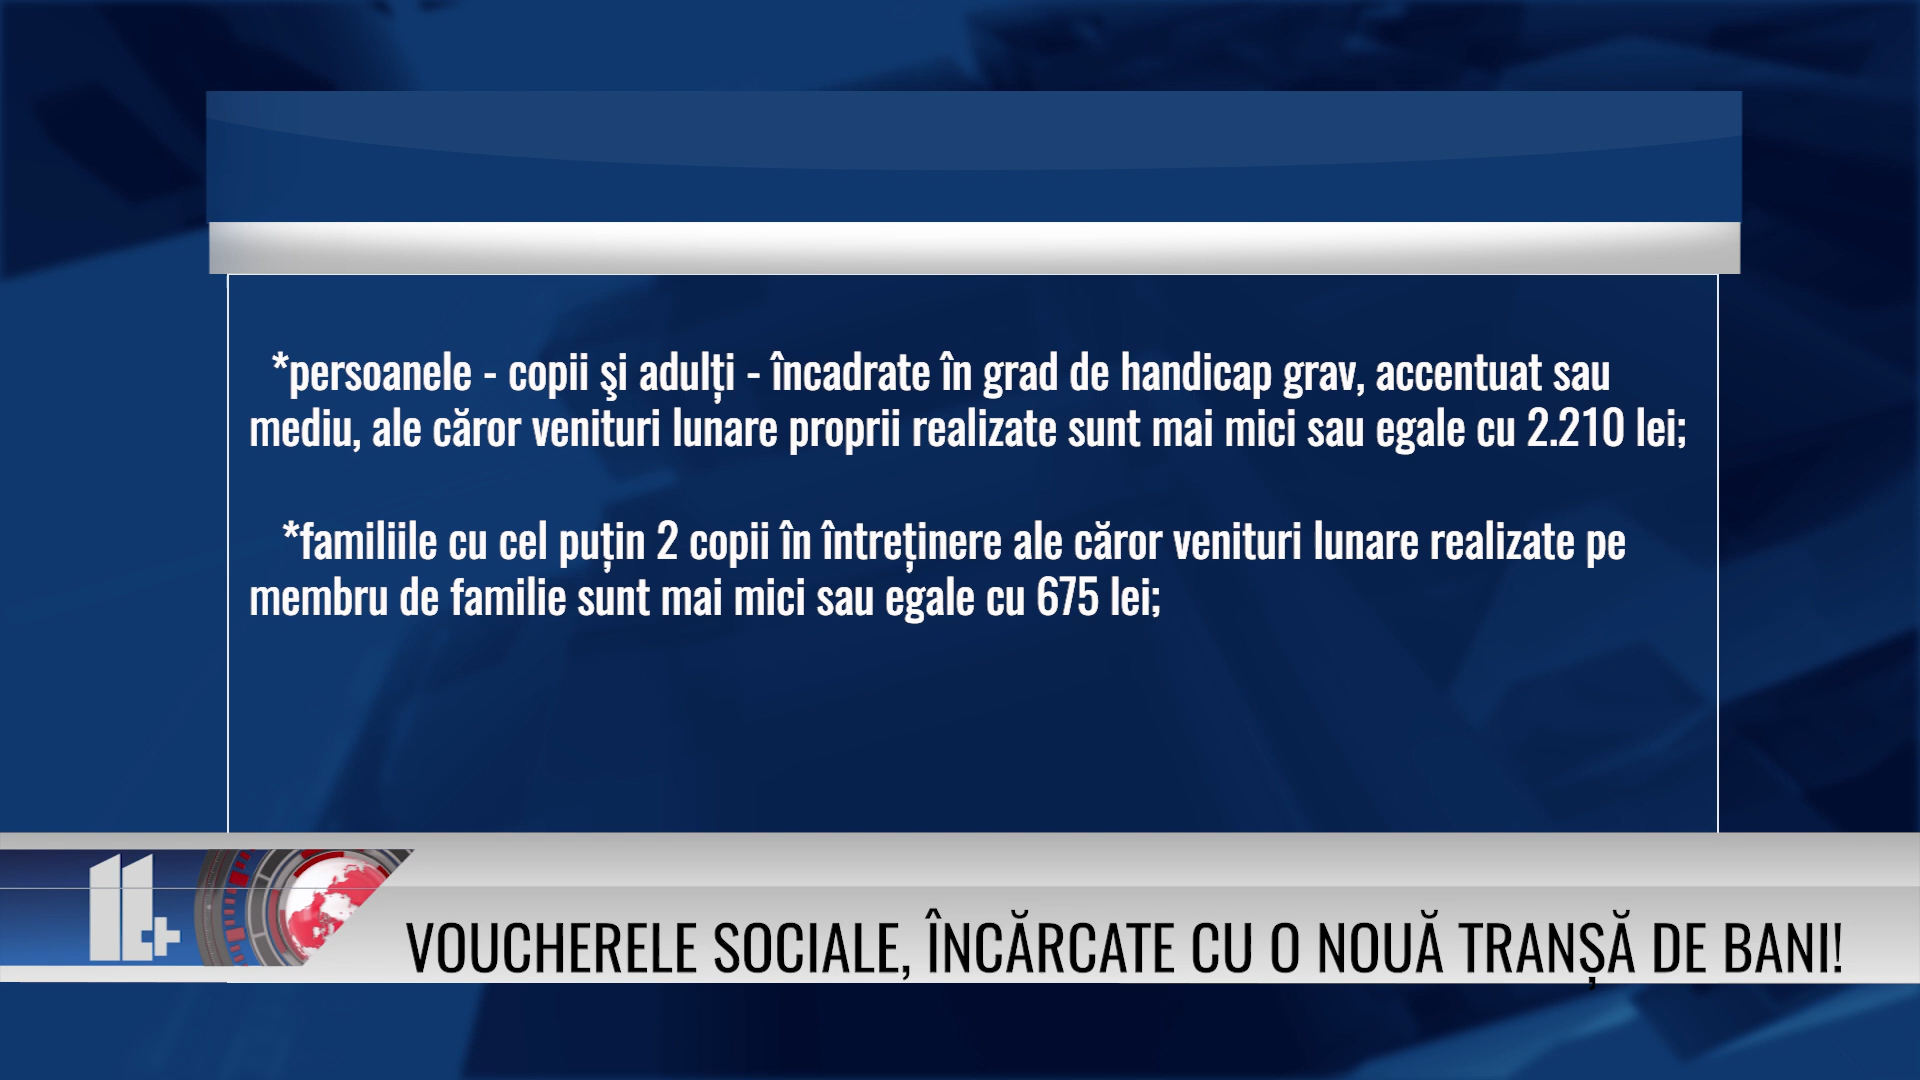 *persoanele - copii şi adulți - încadrate în grad de handicap grav, accentuat sau
mediu, ale căror venituri lunare proprii realizate sunt mai mici sau egale cu 2.210 lei;
*familiile cu cel puțin 2 copii în întreținere ale căror venituri lunare realizate pe
membru de familie sunt mai mici sau egale cu 675 lei;
VOUCHERELE SOCIALE, ÎNCĂRCATE CU O NOUĂ TRANȘĂ DE BANI!